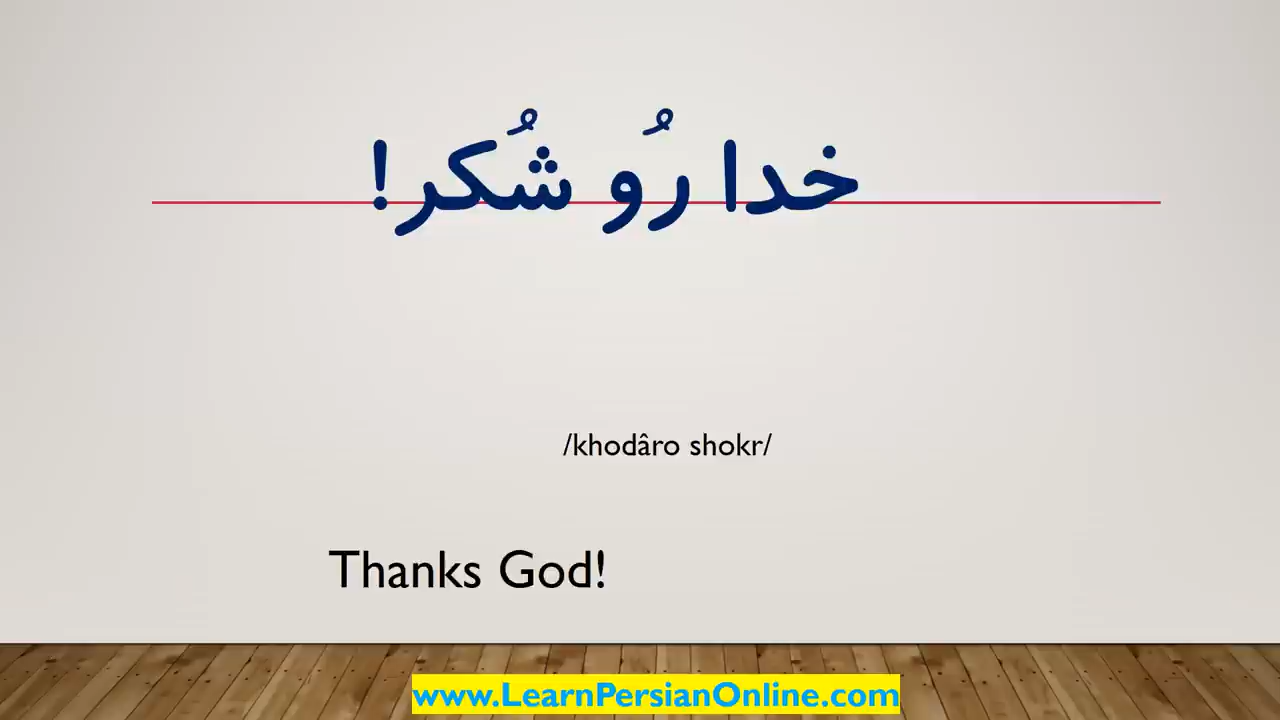 خدا رُو شُکر!
/khodâro shokr/
Thanks God!
www.LearnPersianOnline.com